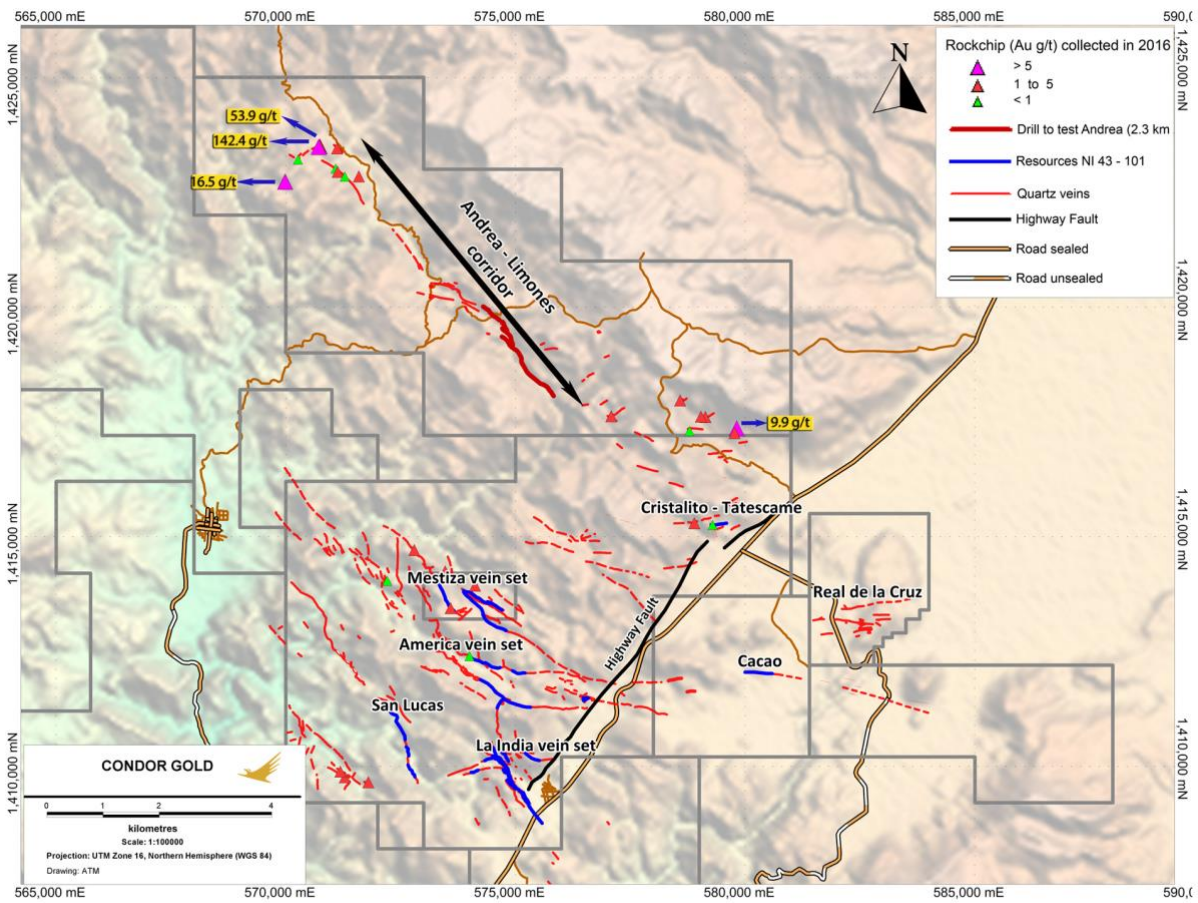 565,000 mE
570,000 mE
575,000 mE
580,000 mE
585,000 mE
590,(
1,425,000 mN
1,420,000 mN
1,415,000 mN
1,410,000 mN
1,425,000 mN
1,420,000 mN
1,415,000 mN
1,410,000 mN
N
Rockchip (Au g/t) collected in 2016
> 5
1 to 5
< 1
Drill to test Andrea (2.3 km
Resources NI 43 - 101
Quartz veins
Highway Fault
Road sealed
Road unsealed
53.9 g/t
142.4 g/t
16.5 g/t
Andrea - Limones
corridor
9.9 g/t
Cristalito - Tatescame
Mestiza vein set
Real de la Cruz
America vein set
Highway Fault
Cacao
San Lucas
La India vein set
CONDOR GOLD
0 1 2 4
kilometres
Scale: 1:100000
Projection: UTM Zone 16, Northern Hemisphere (WGS 84)
Drawing: ATM
565,000 mE
570,000 mE
575,000 mE
580,000 mE
585,000 mE
590,(